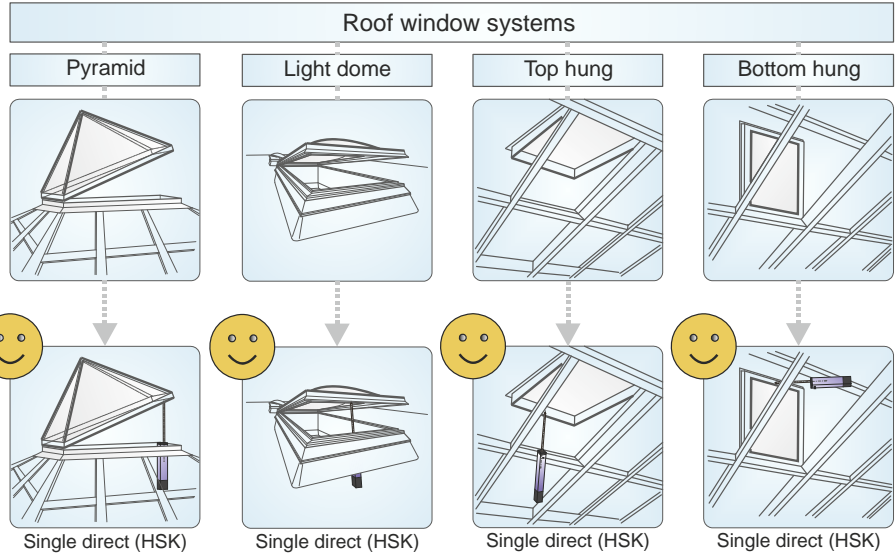 Roof window systems
Pyramid
Light dome
Top hung
Bottom hung
Single direct (HSK)
Single direct (HSK)
Single direct (HSK)
Single direct (HSK)